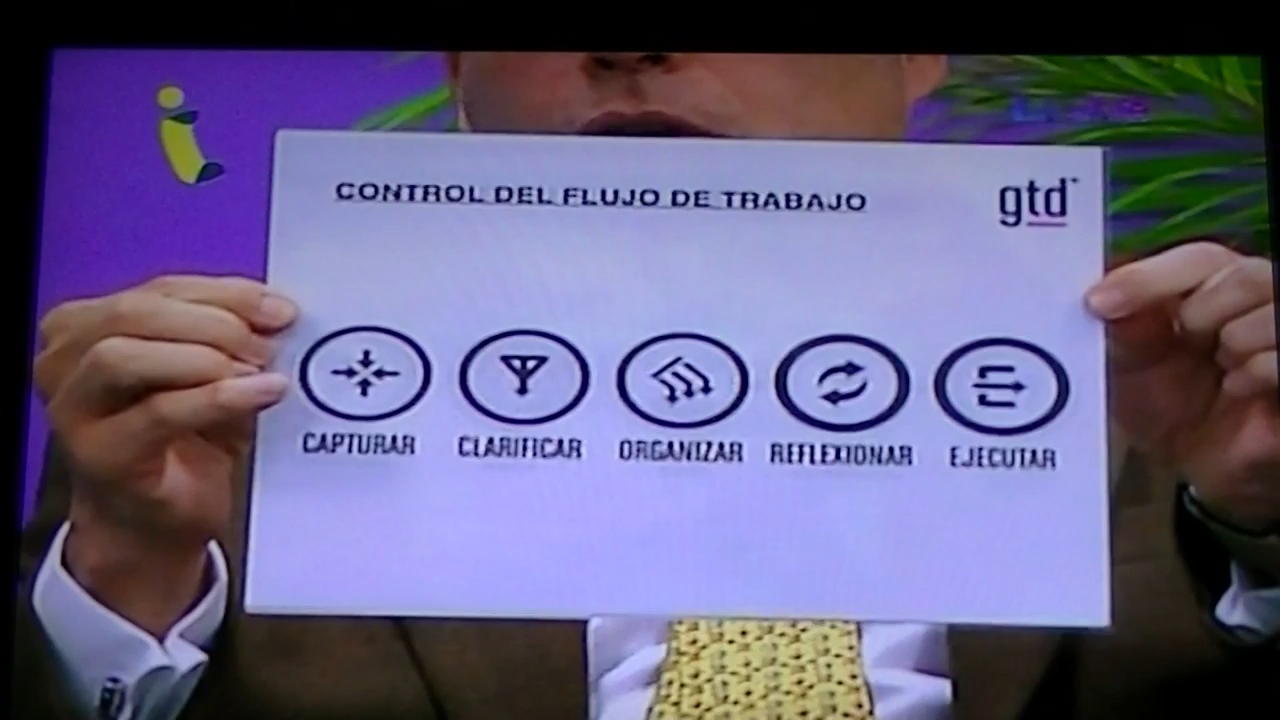 CONTROL DEL FLUJO DE TRABAJO
gtd
CAPTURAR CLARIFICAR ORGANIZAR REFLEXIONAR EJECUTAR